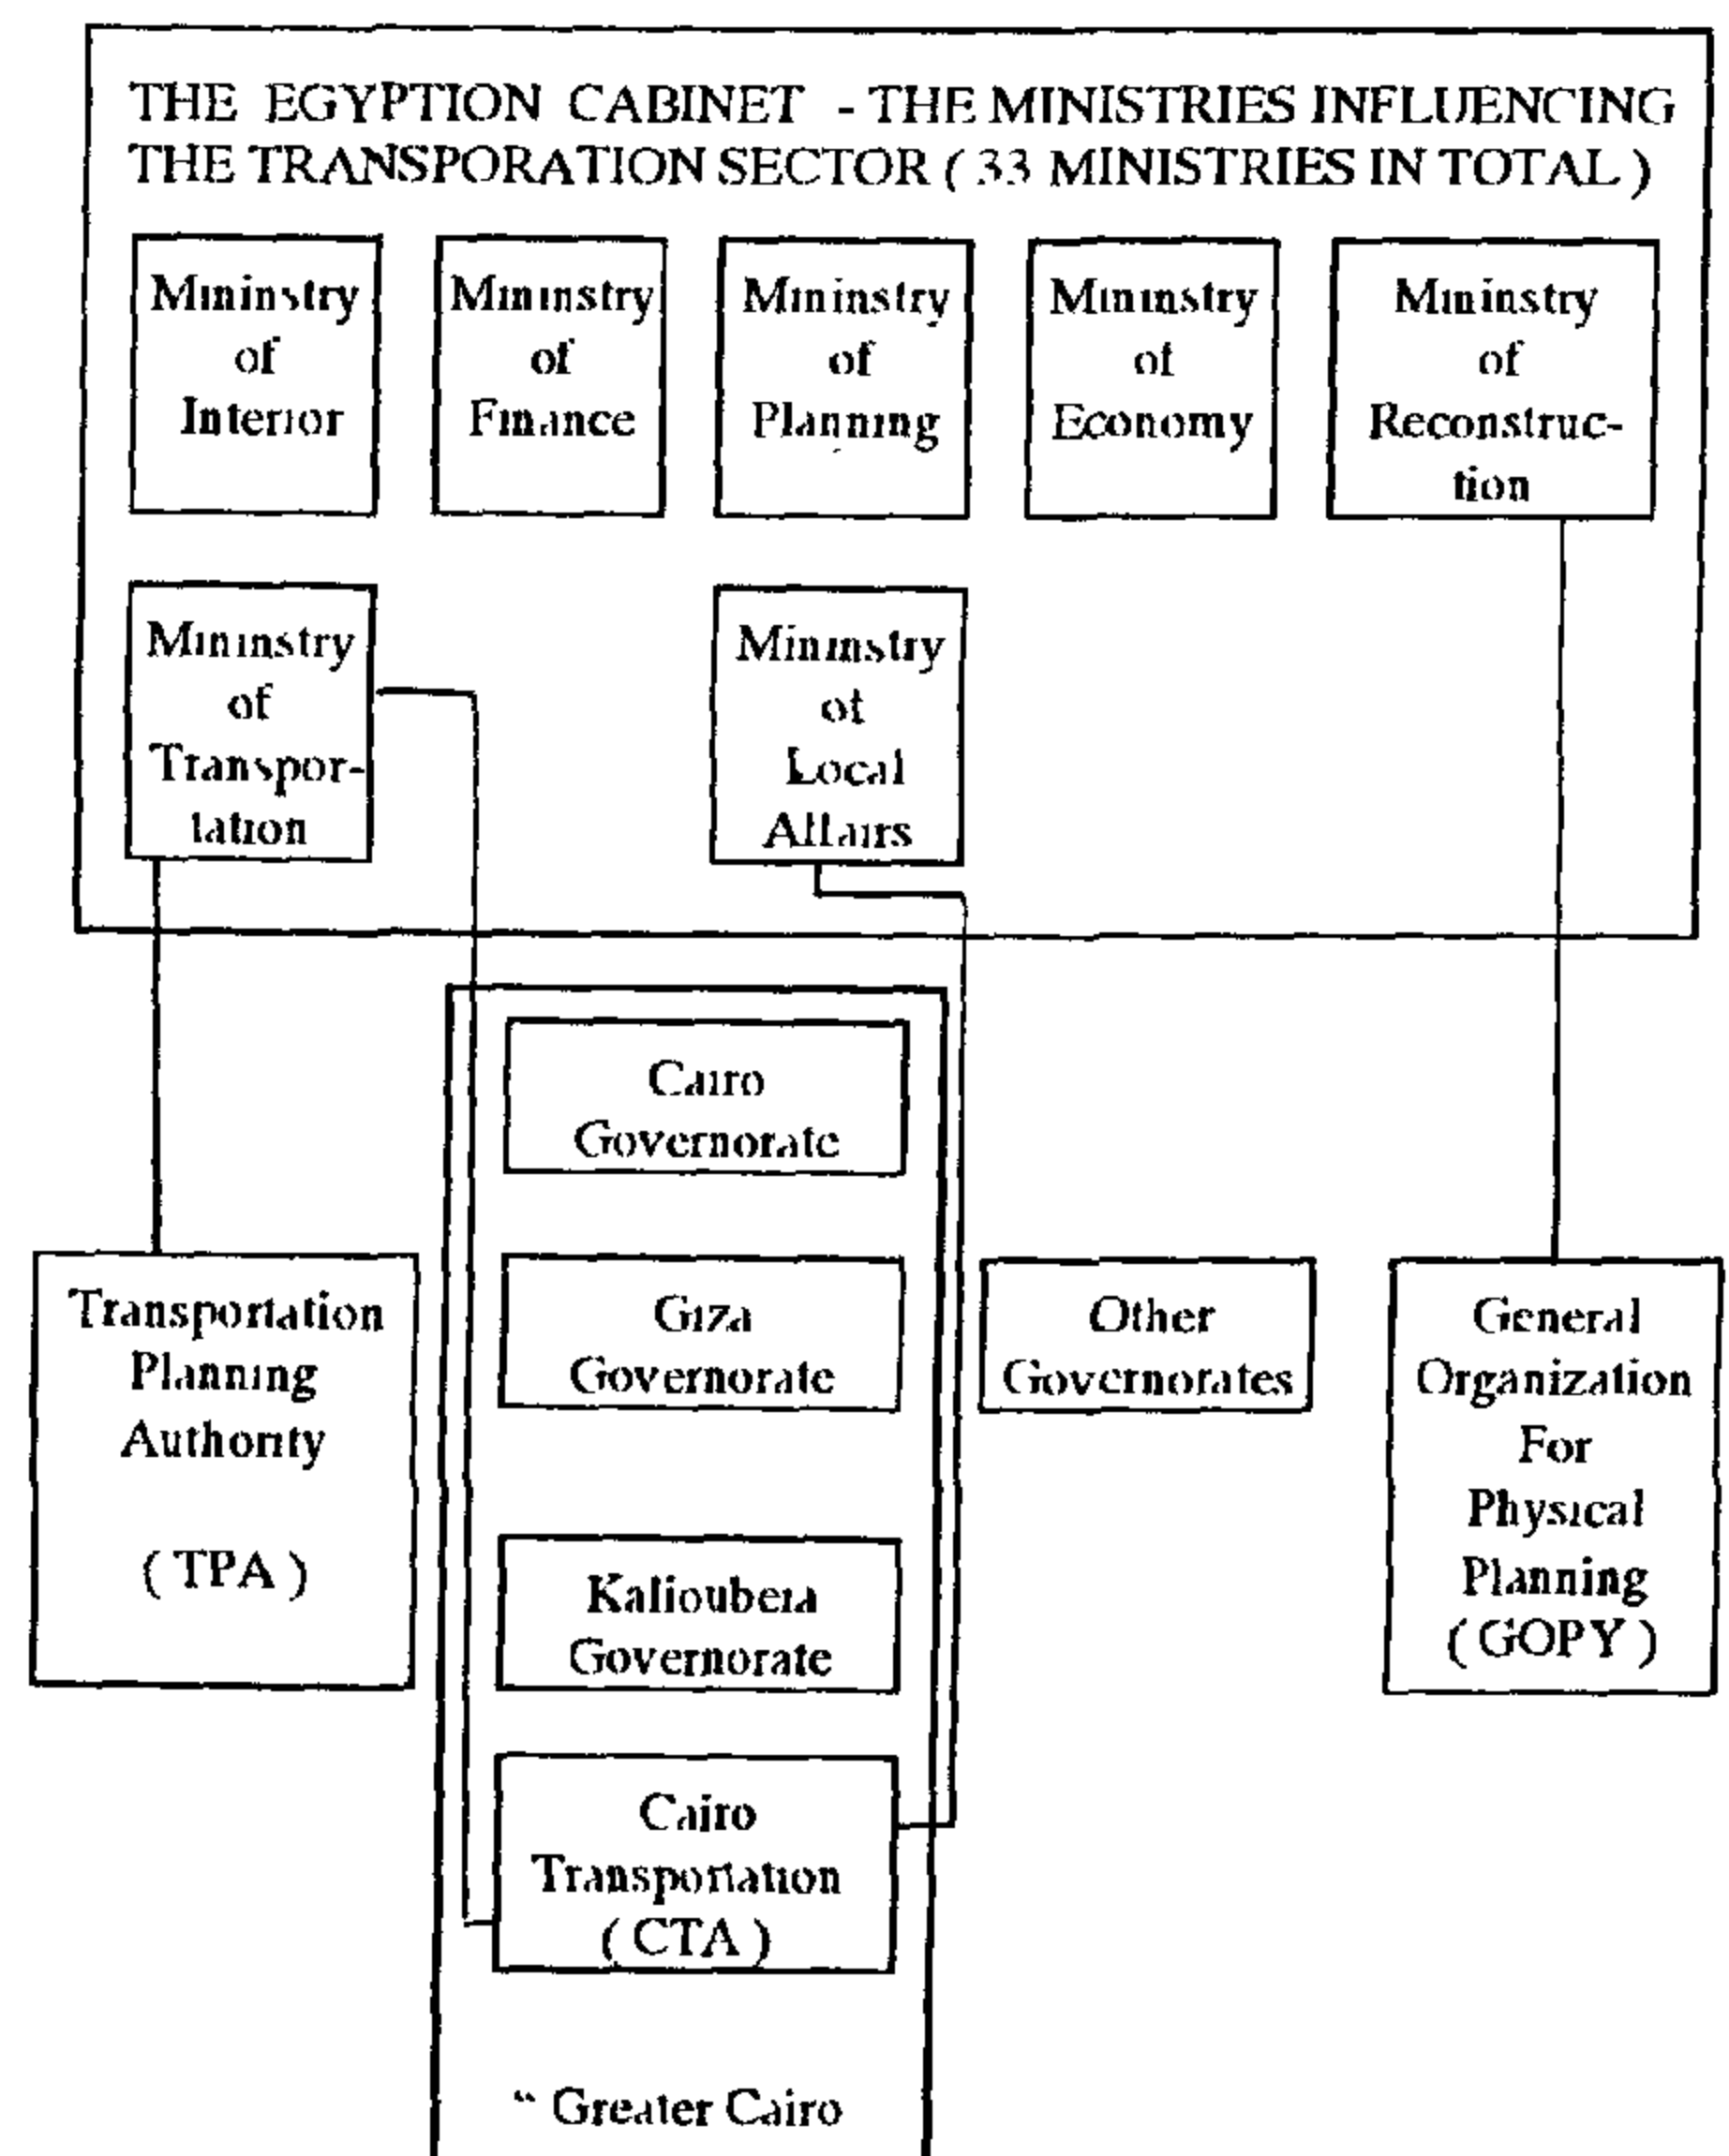 THE EGYPTION CABINET - THE MINISTRIES INFLUENCING
THE TRANSPORATION SECTOR ( 33 MINISTRIES IN TOTAL )
Mininstry
of
Interior
Mininstry
of
Finance
Mininstry
of
Planning
Mininstry
of
Economy
Mininstry
of
Reconstruc-
tion
Mininstry
of
Transpor-
tation
Mininstry
of
Local
Affairs
Cairo
Governorate
Transportation
Planning
Authority
( TPA )
Giza
Governorate
Other
Governorates
General
Organization
For
Physical
Planning
( GOPY )
Kalioubeia
Governorate
Cairo
Transportation
( CTA )
“ Greater Cairo